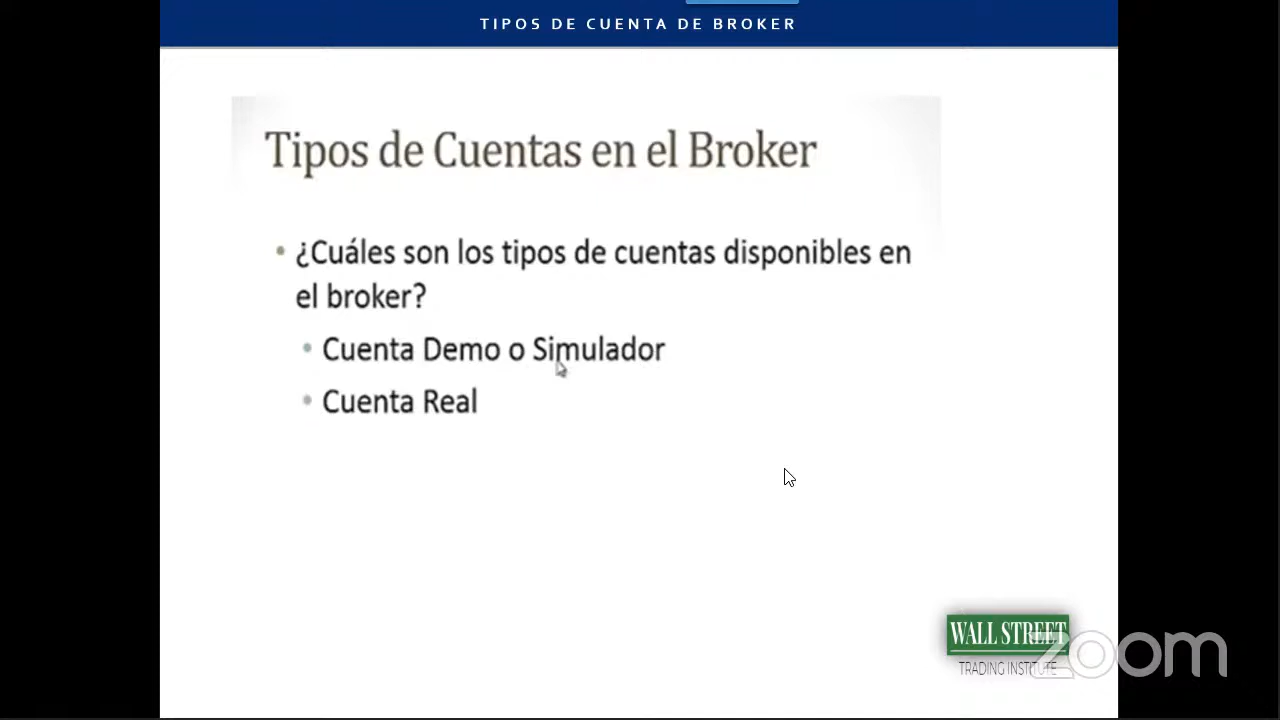 TIPOS DE CUENTA DE BROKER
Tipos de Cuentas en el Broker
• ¿Cuáles son los tipos de cuentas disponibles en
el broker?
• Cuenta Demo o Simulador
• Cuenta Real
WALL STREET
TRADING INSTITUTE
zoom